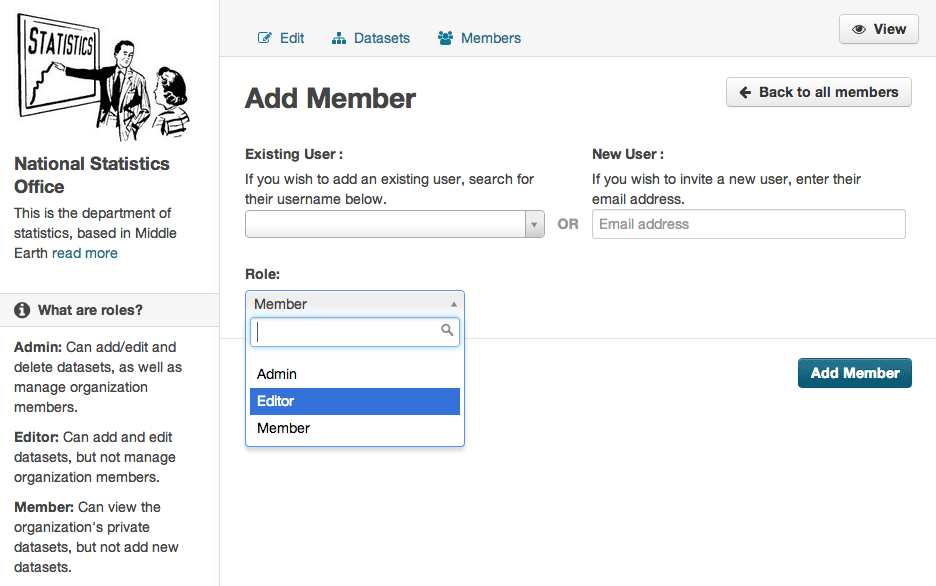 STATISTICS
National Statistics
Office
This is the department of
statistics, based in Middle
Earth read more
What are roles?
Admin: Can add/edit and
delete datasets, as well as
manage organization
members.
Editor: Can add and edit
datasets, but not manage
organization members.
Member: Can view the
organization's private
datasets, but not add new
datasets.
Edit
Datasets
Members
View
Add Member
Back to all members
Existing User :
If you wish to add an existing user, search for
their username below.
OR
New User :
If you wish to invite a new user, enter their
email address.
Email address
Role:
Member
Admin
Editor
Member
Add Member